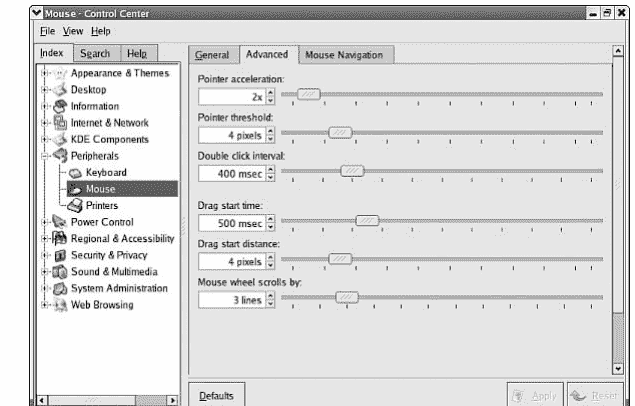 Mouse - Control Center
File View Help
Index Search Help
Appearance & Themes
Desktop
Information
Internet & Network
KDE Components
Peripherals
Keyboard
Mouse
Printers
Power Control
Regional & Accessibility
Security & Privacy
Sound & Multimedia
System Administration
Web Browsing
General Advanced Mouse Navigation
Pointer acceleration:
2x
Pointer threshold:
4 pixels
Double click interval:
400 msec
Drag start time:
500 msec
Drag start distance:
4 pixels
Mouse wheel scrolls by:
3 lines
Defaults Apply Reset